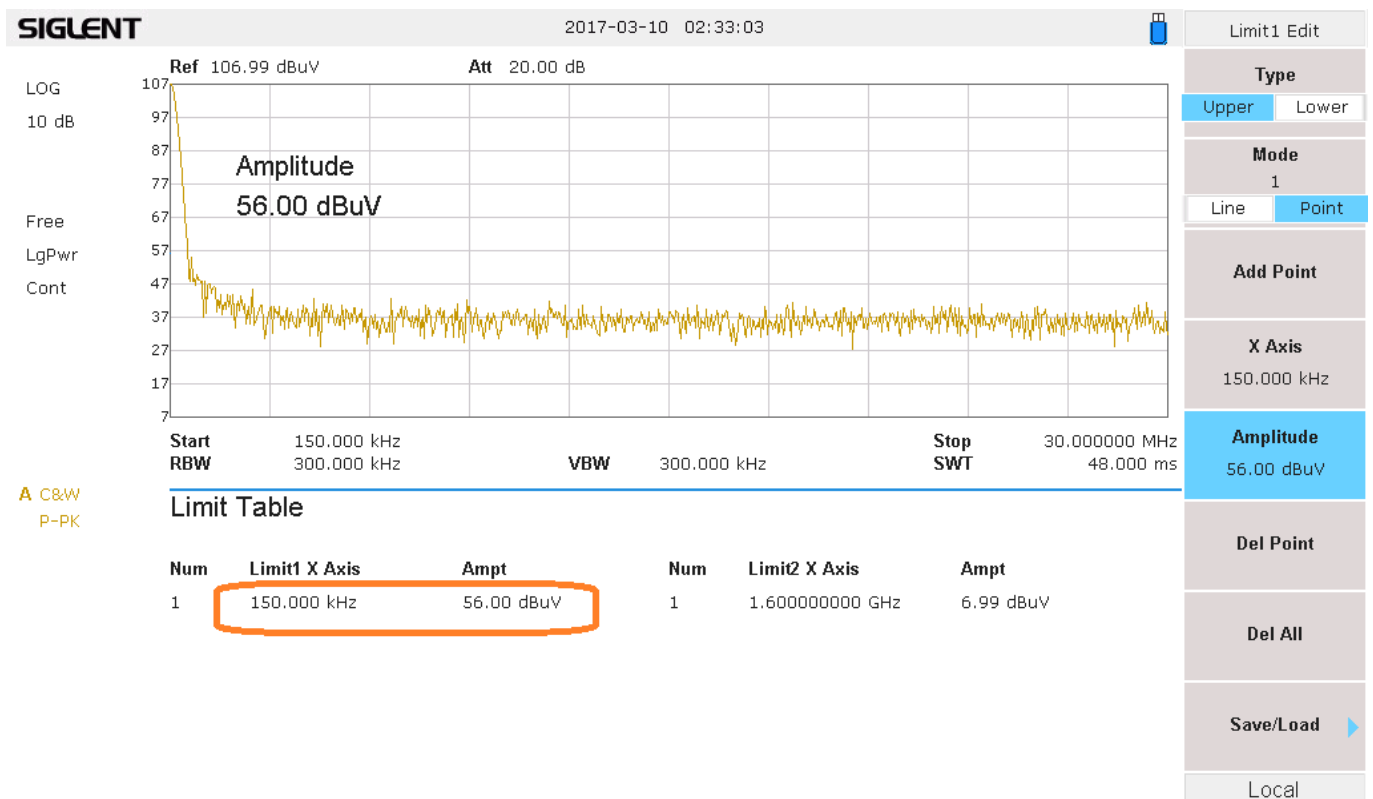 SIGLENT 2017-03-10 02:33:03 Limit1 Edit
Ref 106.99 dBuV Att 20.00 dB
LOG
10 dB
Free
LgPwr
Cont
A C&W
P-PK
107
97
87
77
67
57
47
37
27
17
7
Amplitude
56.00 dBuV
Start 150.000 kHz Stop 30.000000 MHz
RBW 300.000 kHz VBW 300.000 kHz SWT 48.000 ms
Limit Table
Num Limit1 X Axis Ampt Num Limit2 X Axis Ampt
1 150.000 kHz 56.00 dBuV 1 1.600000000 GHz 6.99 dBuV
Type
Upper Lower
Mode
1
Line Point
Add Point
X Axis
150.000 kHz
Amplitude
56.00 dBuV
Del Point
Del All
Save/Load
Local